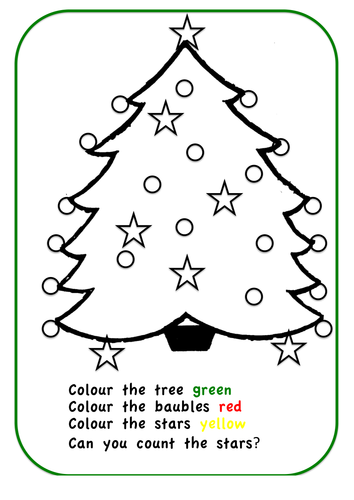 Colour the tree green
Colour the baubles red
Colour the stars yellow
Can you count the stars?